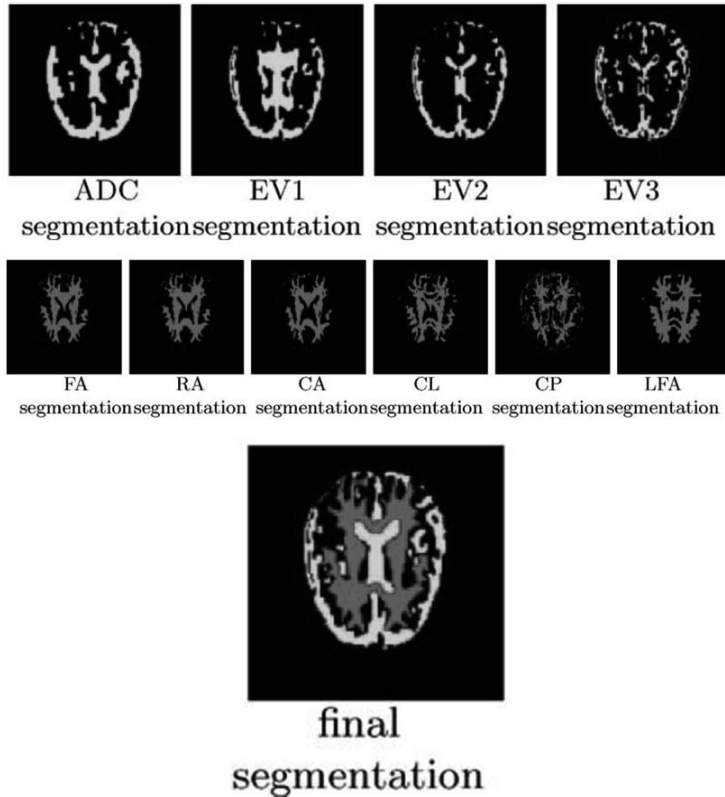 ADC EV1 EV2 EV3
segmentation segmentation segmentation segmentation
FA RA CA CL CP LFA
segmentation segmentation segmentation segmentation segmentation segmentation
final
segmentation